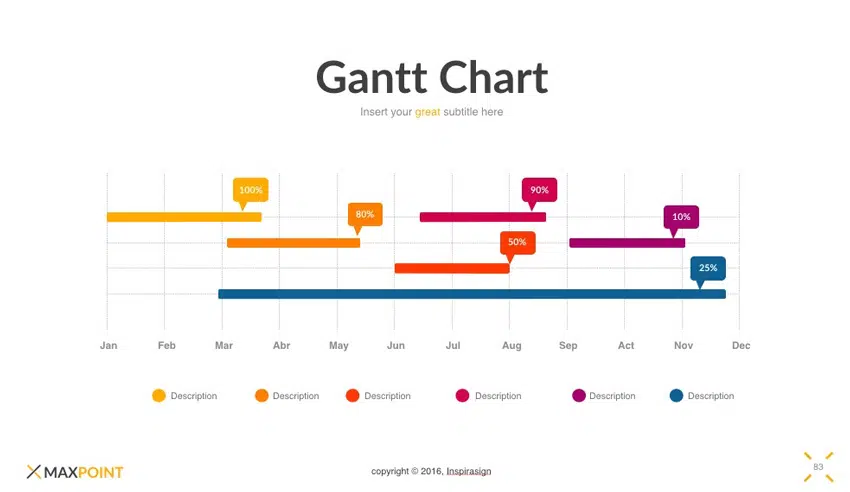 Gantt Chart
Insert your great subtitle here
100%
90%
80%
10%
50%
25%
Jan Feb Mar Abr May Jun Jul Aug Sep Act Nov Dec
Description Description Description Description Description Description
MAXPOINT
copyright © 2016, Inspirasign
83